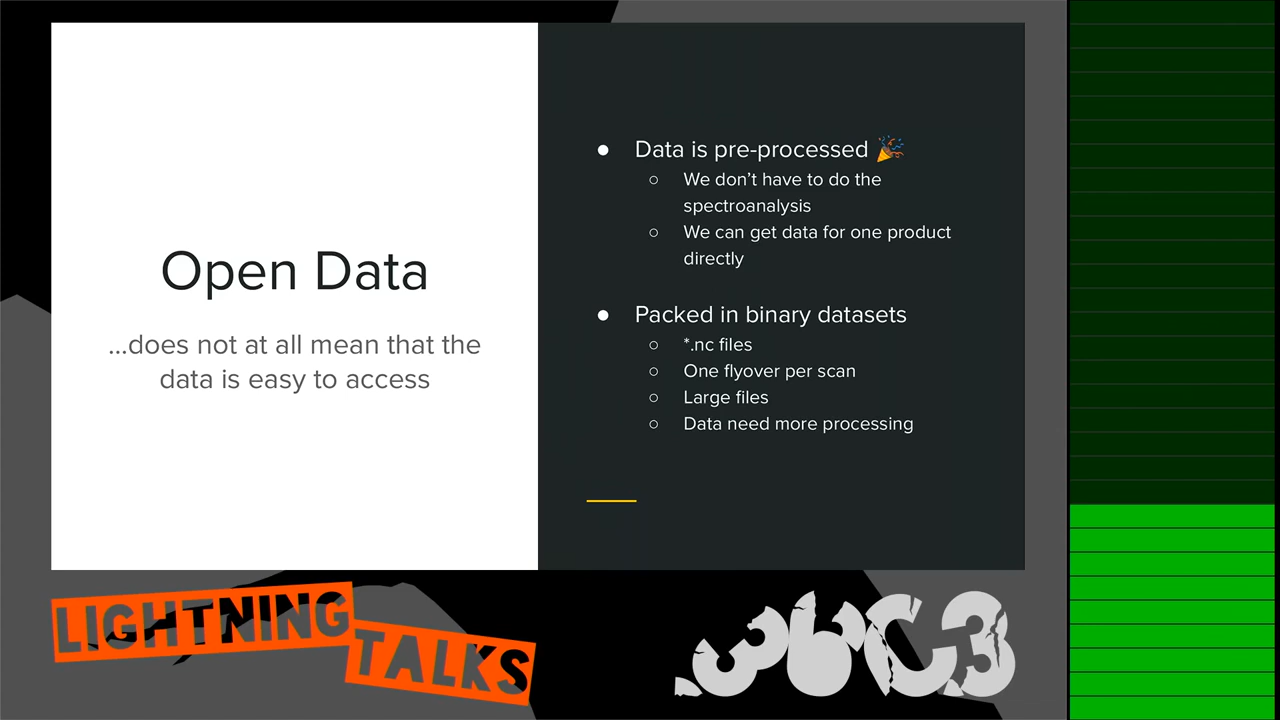 Open Data
...does not at all mean that the
data is easy to access
● Data is pre-processed 🎉
○ We don't have to do the
spectroanalysis
○ We can get data for one product
directly
● Packed in binary datasets
○ *.nc files
○ One flyover per scan
○ Large files
○ Data need more processing
LIGHTNING
TALKS
.36C3